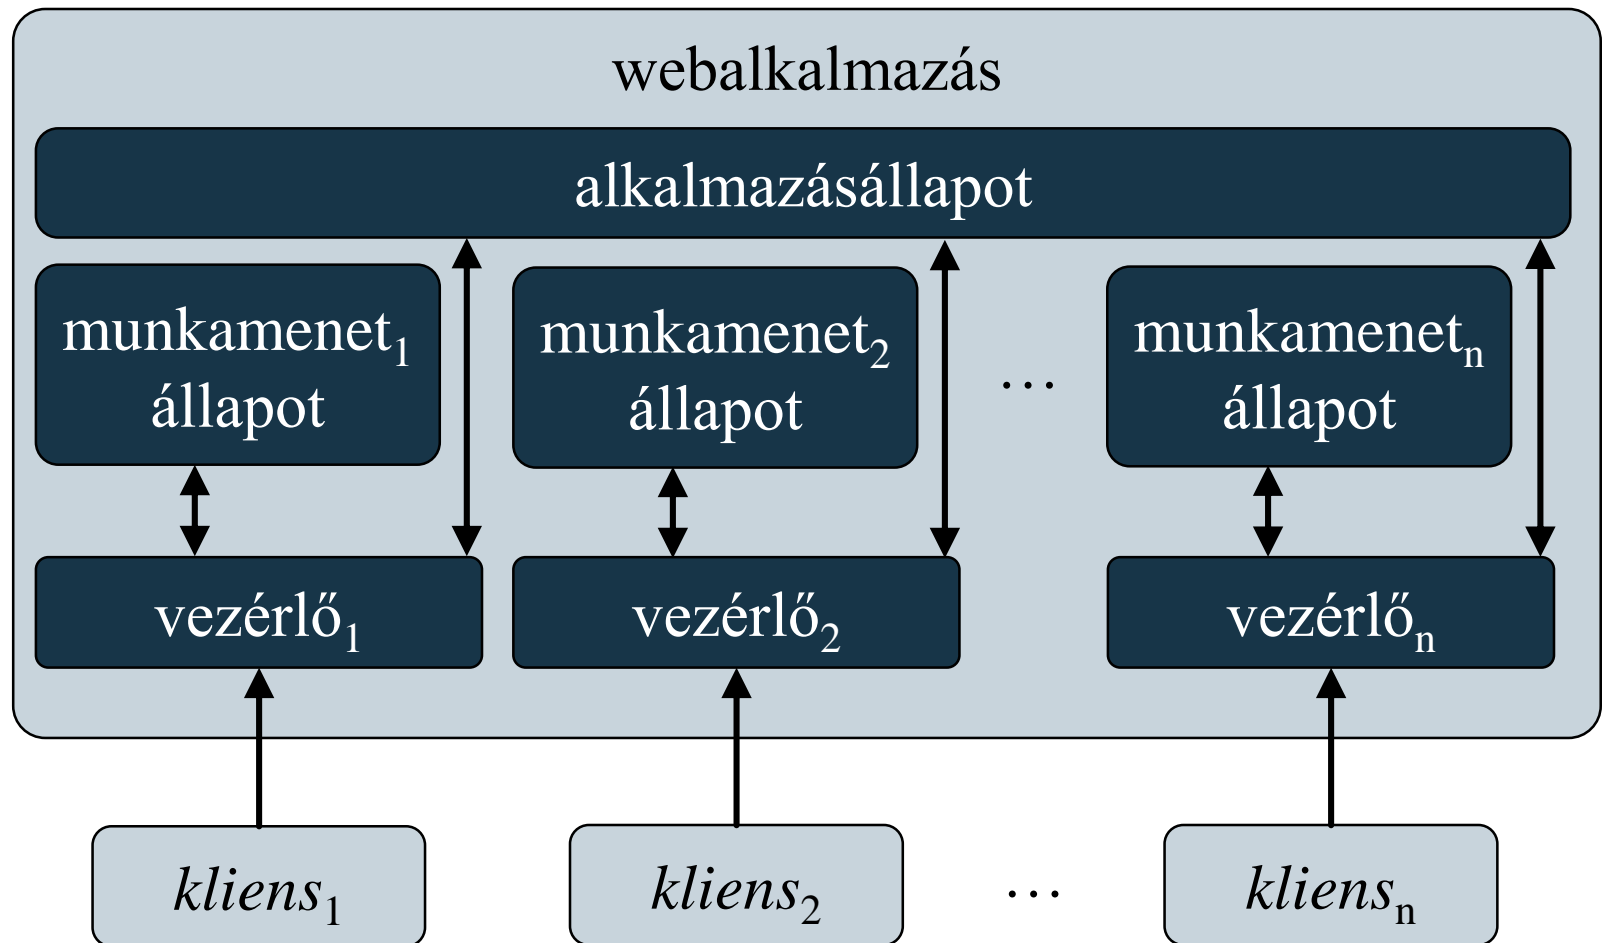 webalkalmazás
alkalmazásállapot
munkamenet₁
állapot
munkamenet₂
állapot
…
munkamenetₙ
állapot
vezérlő₁
vezérlő₂
vezérlőₙ
kliens₁
kliens₂
…
kliensₙ